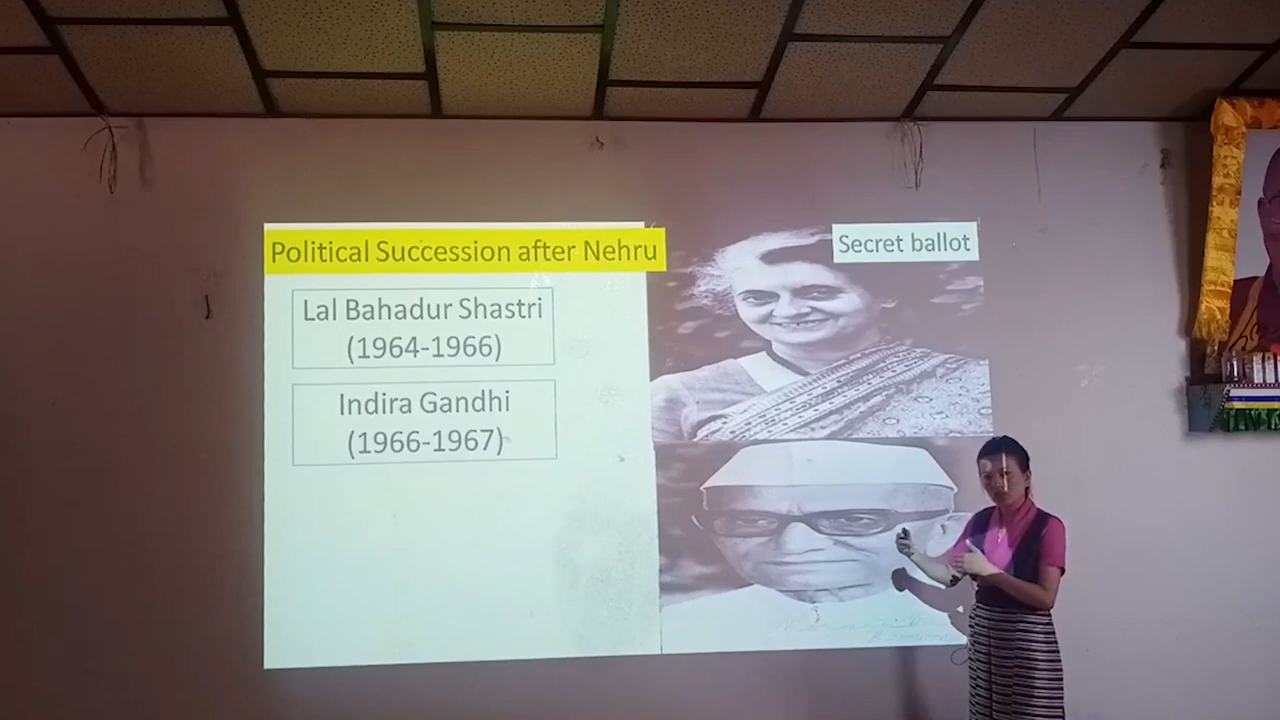 Political Succession after Nehru
Secret ballot
Lal Bahadur Shastri
(1964-1966)
Indira Gandhi
(1966-1967)